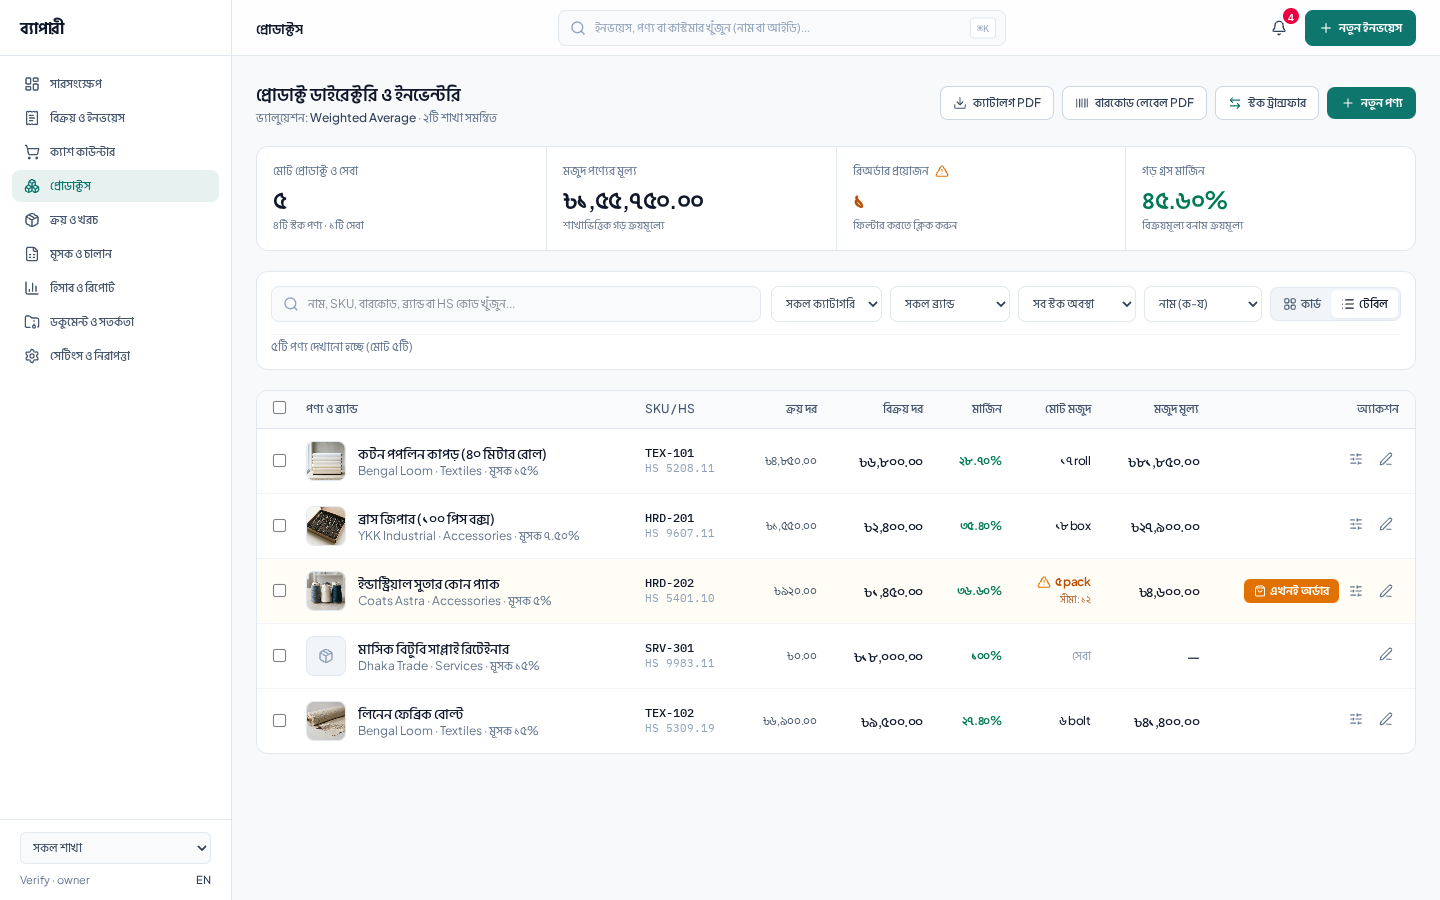 ব্যাপারী
প্রোডাক্টস
ইনভয়েস, পণ্য বা কাস্টমার খুঁজুন (নাম বা আইডি)...
⌘K
4
+ নতুন ইনভয়েস
সারসংক্ষেপ
বিক্রয় ও ইনভয়েস
ক্যাশ কাউন্টার
প্রোডাক্টস
ক্রয় ও খরচ
মূসক ও চালান
হিসাব ও রিপোর্ট
ডকুমেন্ট ও সতর্কতা
সেটিংস ও নিরাপত্তা
সকল শাখা
Verify · owner
EN
প্রোডাক্ট ডাইরেক্টরি ও ইনভেন্টরি
ভ্যালুয়েশন: Weighted Average · ২টি শাখা সমন্বিত
ক্যাটালগ PDF
বারকোড লেবেল PDF
স্টক ট্রান্সফার
+ নতুন পণ্য
মোট প্রোডাক্ট ও সেবা
৫
৪টি স্টক পণ্য · ১টি সেবা
মজুদ পণ্যের মূল্য
৳১,৫৫,৭৫০.০০
শাখাভিত্তিক গড় ক্রয়মূল্যে
রিঅর্ডার প্রয়োজন
১
ফিল্টার করতে ক্লিক করুন
গড় গ্রস মার্জিন
৪৫.৬০%
বিক্রয়মূল্য বনাম ক্রয়মূল্য
নাম, SKU, বারকোড, ব্র্যান্ড বা HS কোড খুঁজুন...
সকল ক্যাটাগরি
সকল ব্র্যান্ড
সব স্টক অবস্থা
নাম (ক-য)
কার্ড
টেবিল
৫টি পণ্য দেখানো হচ্ছে (মোট ৫টি)
পণ্য ও ব্র্যান্ড SKU / HS ক্রয় দর বিক্রয় দর মার্জিন মোট মজুদ মজুদ মূল্য অ্যাকশন
কটন পপলিন কাপড় (৪০ মিটার রোল) TEX-101 ৳৪,৮৫০.০০ ৳৬,৮০০.০০ ২৮.৭০% ১৭ roll ৳৮১,৮৫০.০০
Bengal Loom · Textiles · মূসক ১৫% HS 5208.11
ব্রাস জিপার (১০০ পিস বক্স) HRD-201 ৳১,৫৫০.০০ ৳২,৪০০.০০ ৩৫.৪০% ১৮ box ৳২৭,৯০০.০০
YKK Industrial · Accessories · মূসক ৭.৫০% HS 9607.11
ইন্ডাস্ট্রিয়াল সুতার কোন প্যাক HRD-202 ৳৯২০.০০ ৳১,৪৫০.০০ ৩৬.৬০% ৫ pack ৳৪,৬০০.০০ এখনই অর্ডার
Coats Astra · Accessories · মূসক ৫% HS 5401.10 সীমা: ১২
মাসিক বিটুবি সাপ্লাই রিটেইনার SRV-301 ৳০.০০ ৳১৮,০০০.০০ ১০০% সেবা —
Dhaka Trade · Services · মূসক ১৫% HS 9983.11
লিনেন ফেব্রিক বোল্ট TEX-102 ৳৬,৯০০.০০ ৳৯,৫০০.০০ ২৭.৪০% ৬ bolt ৳৪১,৪০০.০০
Bengal Loom · Textiles · মূসক ১৫% HS 5309.19